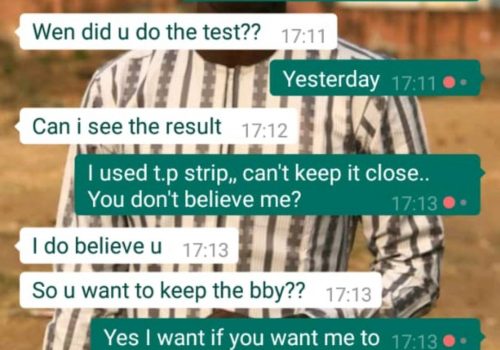 Wen did u do the test?? 17:11
Yesterday 17:11
Can i see the result 17:12
I used t.p strip,, can't keep it close..
You don't believe me? 17:13
I do believe u 17:13
So u want to keep the bby?? 17:13
Yes I want if you want me to 17:13